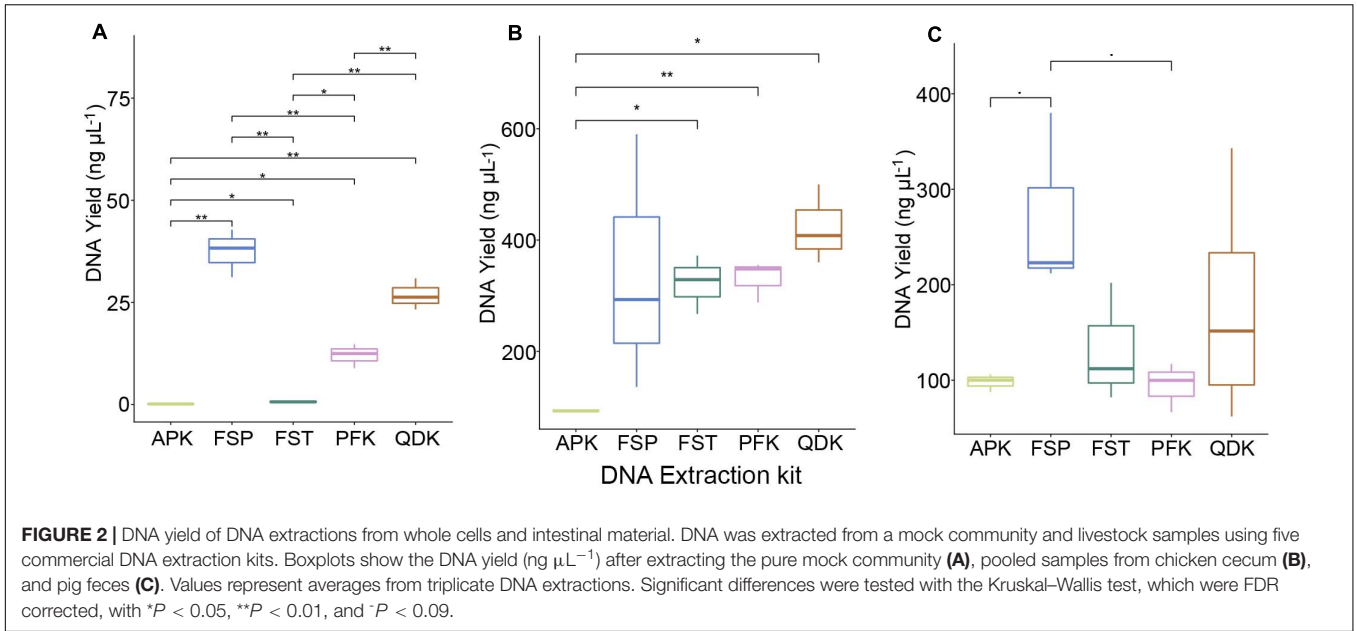 A
**
**
*
**
**
**
*
*
**
DNA Yield (ng µL⁻¹)
75
50
25
0
APK FSP FST PFK QDK
B
*
**
*
DNA Yield (ng µL⁻¹)
600
400
200
APK FSP FST PFK QDK
DNA Extraction kit
C
.
.
DNA Yield (ng µL⁻¹)
400
300
200
100
APK FSP FST PFK QDK
FIGURE 2 | DNA yield of DNA extractions from whole cells and intestinal material. DNA was extracted from a mock community and livestock samples using five
commercial DNA extraction kits. Boxplots show the DNA yield (ng µL⁻¹) after extracting the pure mock community (A), pooled samples from chicken cecum (B),
and pig feces (C). Values represent averages from triplicate DNA extractions. Significant differences were tested with the Kruskal–Wallis test, which were FDR
corrected, with *P < 0.05, **P < 0.01, and ·P < 0.09.